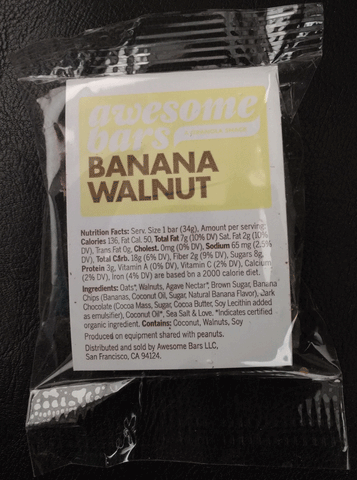 awesome
bars
BANANA
WALNUT
Nutrition Facts: Serv. Size 1 bar (34g), Amount per serving:
Calories 136, Fat Cal. 50, Total Fat 7g (10% DV) Sat. Fat 2g (10%
DV), Trans Fat 0g, Cholest. 0mg (0% DV), Sodium 65 mg (2.5%
DV), Total Carb. 18g (6% DV), Fiber 2g (9% DV), Sugars 8g,
Protein 3g, Vitamin A (0% DV), Vitamin C (2% DV), Calcium
(2% DV), Iron (4% DV) are based on a 2000 calorie diet.
Ingredients: Oats*, Walnuts, Agave Nectar*, Brown Sugar, Banana
Chips (Bananas, Coconut Oil, Sugar, Natural Banana Flavor), Dark
Chocolate (Cocoa Mass, Sugar, Cocoa Butter, Soy Lecithin added
as emulsifier), Coconut Oil*, Sea Salt & Love. *Indicates certified
organic ingredient. Contains: Coconut, Walnuts, Soy
Produced on equipment shared with peanuts.
Distributed and sold by Awesome Bars LLC,
San Francisco, CA 94124.